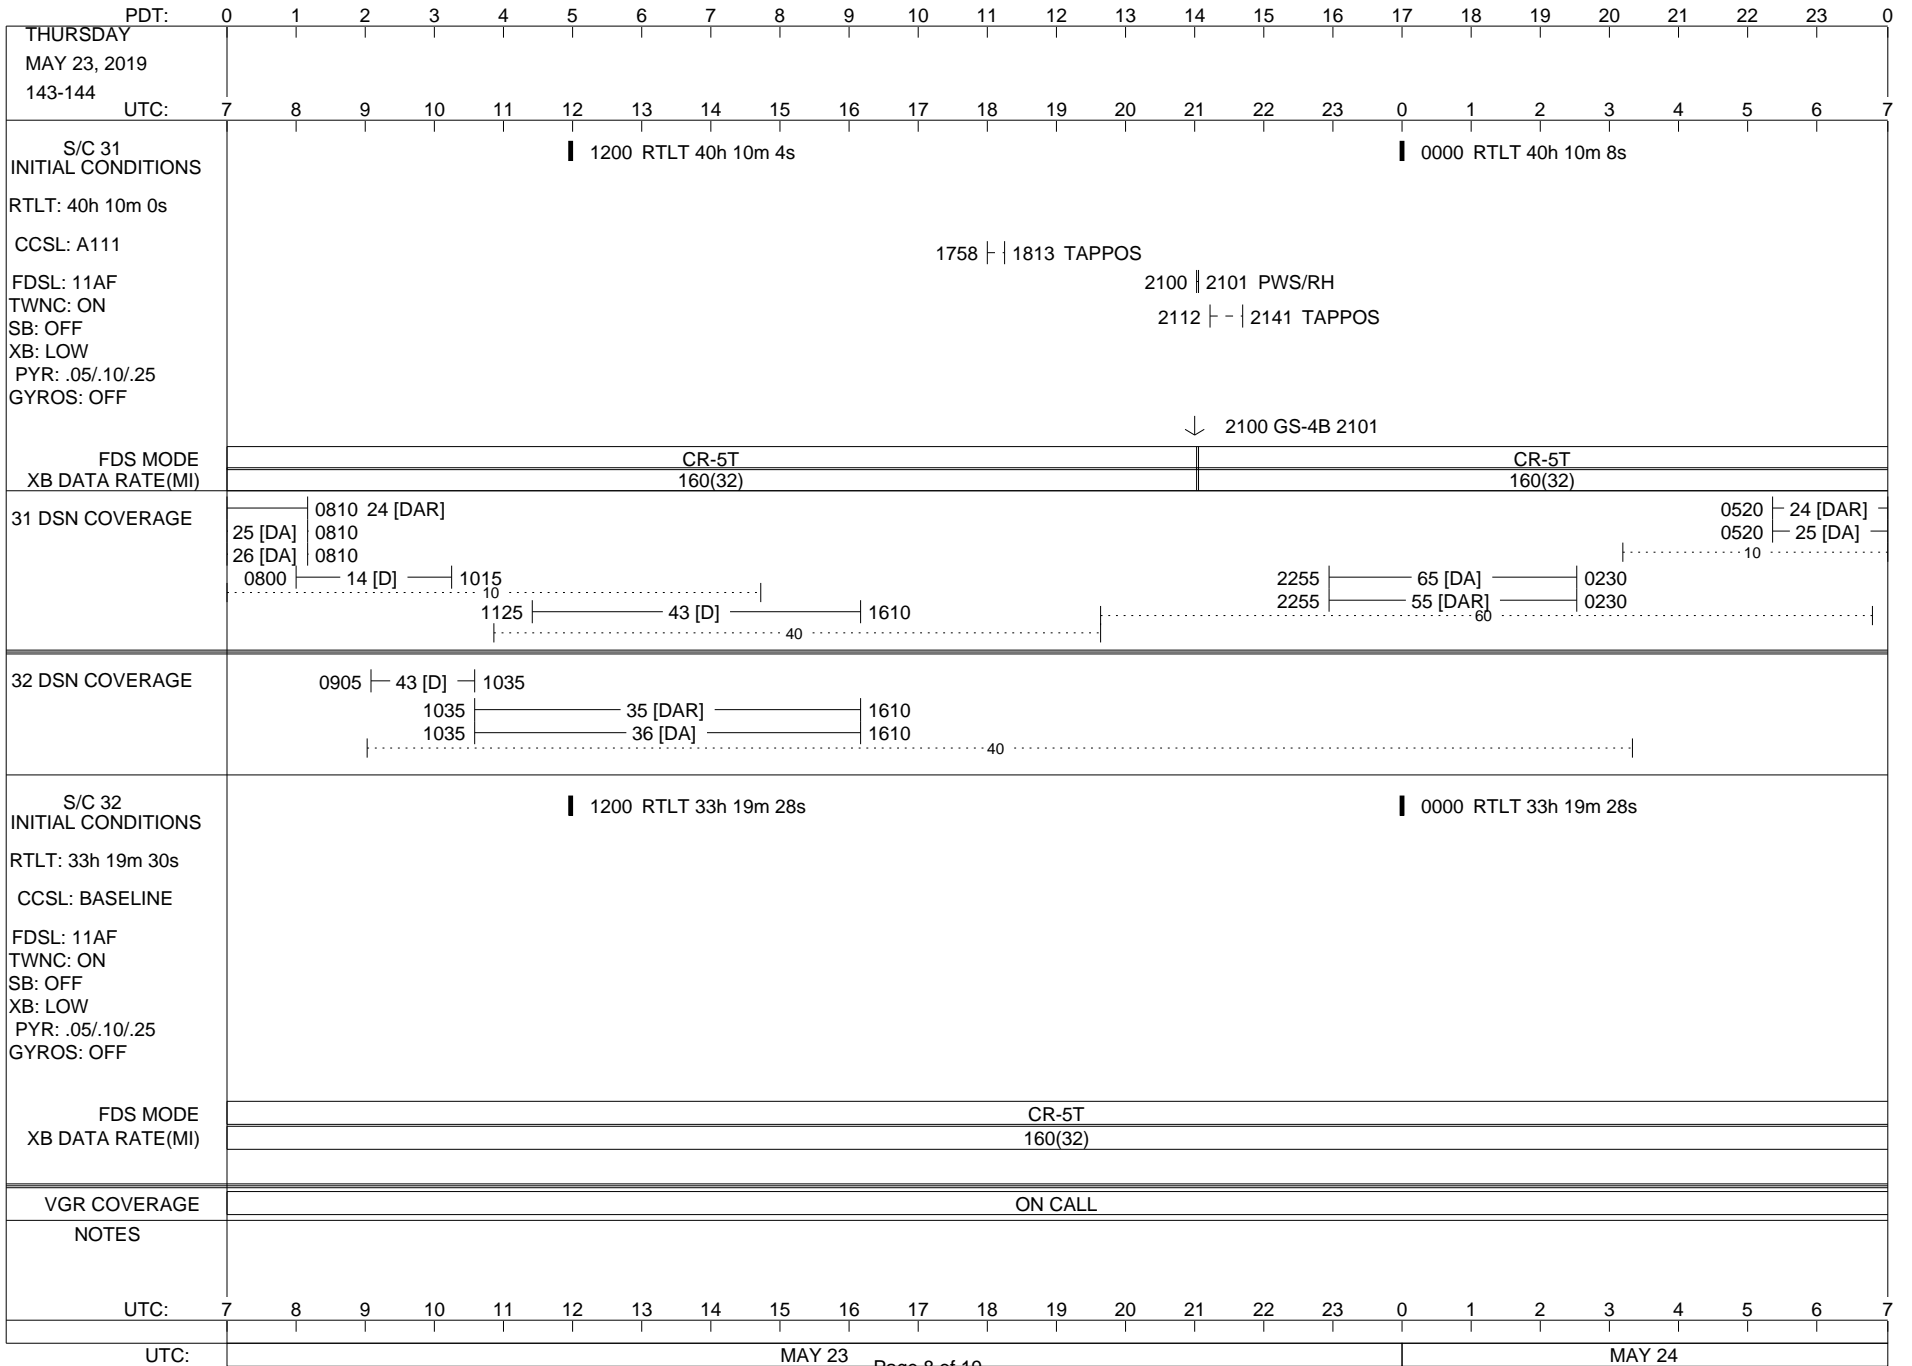 PDT: 0 1 2 3 4 5 6 7 8 9 10 11 12 13 14 15 16 17 18 19 20 21 22 23 0
THURSDAY
MAY 23, 2019
143-144
UTC: 7 8 9 10 11 12 13 14 15 16 17 18 19 20 21 22 23 0 1 2 3 4 5 6 7
S/C 31
INITIAL CONDITIONS
1200 RTLT 40h 10m 4s
0000 RTLT 40h 10m 8s
RTLT: 40h 10m 0s
CCSL: A111
1758 1813 TAPPOS
FDSL: 11AF
2100 2101 PWS/RH
TWNC: ON
2112 2141 TAPPOS
SB: OFF
XB: LOW
PYR: .05/.10/.25
GYROS: OFF
2100 GS-4B 2101
FDS MODE CR-5T CR-5T
XB DATA RATE(MI) 160(32) 160(32)
31 DSN COVERAGE
0810 24 [DAR]
0520 24 [DAR]
25 [DA] 0810
0520 25 [DA]
26 [DA] 0810
10
0800 14 [D] 1015
2255 65 [DA] 0230
10
2255 55 [DAR] 0230
1125 43 [D] 1610
60
40
32 DSN COVERAGE
0905 43 [D] 1035
1035 35 [DAR] 1610
1035 36 [DA] 1610
40
S/C 32
INITIAL CONDITIONS
1200 RTLT 33h 19m 28s
0000 RTLT 33h 19m 28s
RTLT: 33h 19m 30s
CCSL: BASELINE
FDSL: 11AF
TWNC: ON
SB: OFF
XB: LOW
PYR: .05/.10/.25
GYROS: OFF
FDS MODE CR-5T
XB DATA RATE(MI) 160(32)
VGR COVERAGE ON CALL
NOTES
UTC: 7 8 9 10 11 12 13 14 15 16 17 18 19 20 21 22 23 0 1 2 3 4 5 6 7
UTC: MAY 23 MAY 24
Page 8 of 19